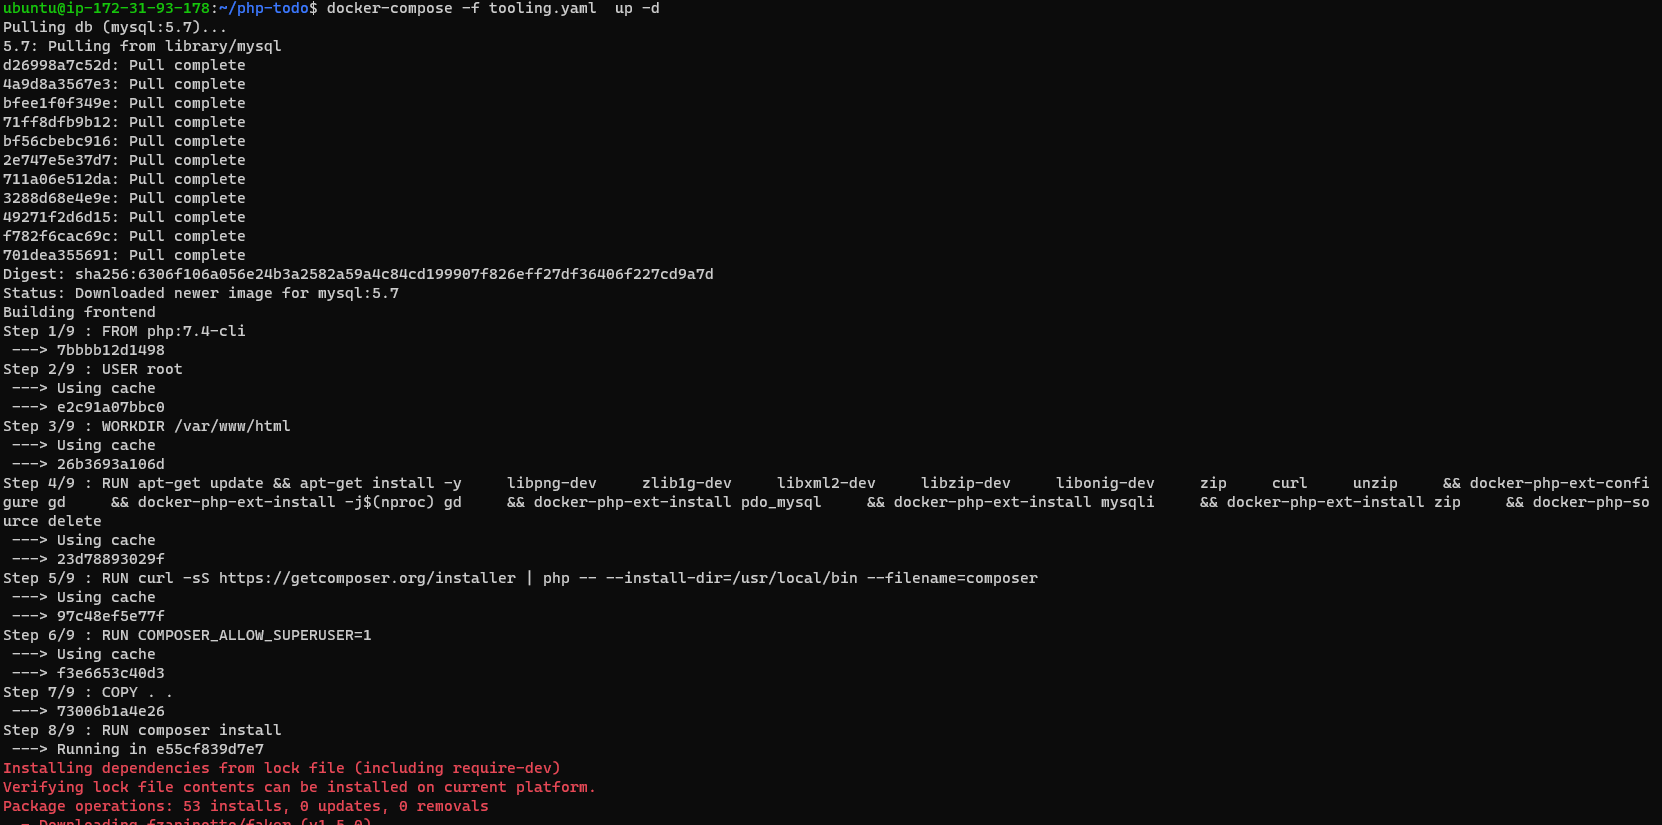 ubuntu@ip-172-31-93-178:~/php-todo$ docker-compose -f tooling.yaml  up -d
Pulling db (mysql:5.7)...
5.7: Pulling from library/mysql
d26998a7c52d: Pull complete
4a9d8a3567e3: Pull complete
bfee1f0f349e: Pull complete
71ff8dfb9b12: Pull complete
bf56cbebc916: Pull complete
2e747e5e37d7: Pull complete
711a06e512da: Pull complete
3288d68e4e9e: Pull complete
49271f2d6d15: Pull complete
f782f6cac69c: Pull complete
701dea355691: Pull complete
Digest: sha256:6306f106a056e24b3a2582a59a4c84cd199907f826eff27df36406f227cd9a7d
Status: Downloaded newer image for mysql:5.7
Building frontend
Step 1/9 : FROM php:7.4-cli
 ---> 7bbbb12d1498
Step 2/9 : USER root
 ---> Using cache
 ---> e2c91a07bbc0
Step 3/9 : WORKDIR /var/www/html
 ---> Using cache
 ---> 26b3693a106d
Step 4/9 : RUN apt-get update && apt-get install -y     libpng-dev     zlib1g-dev     libxml2-dev     libzip-dev     libonig-dev     zip     curl     unzip     && docker-php-ext-confi
gure gd     && docker-php-ext-install -j$(nproc) gd     && docker-php-ext-install pdo_mysql     && docker-php-ext-install mysqli     && docker-php-ext-install zip     && docker-php-so
urce delete
 ---> Using cache
 ---> 23d78893029f
Step 5/9 : RUN curl -sS https://getcomposer.org/installer | php -- --install-dir=/usr/local/bin --filename=composer
 ---> Using cache
 ---> 97c48ef5e77f
Step 6/9 : RUN COMPOSER_ALLOW_SUPERUSER=1
 ---> Using cache
 ---> f3e6653c40d3
Step 7/9 : COPY . .
 ---> 73006b1a4e26
Step 8/9 : RUN composer install
 ---> Running in e55cf839d7e7
Installing dependencies from lock file (including require-dev)
Verifying lock file contents can be installed on current platform.
Package operations: 53 installs, 0 updates, 0 removals
  - Downloading fzaninotto/faker (v1.5.0)